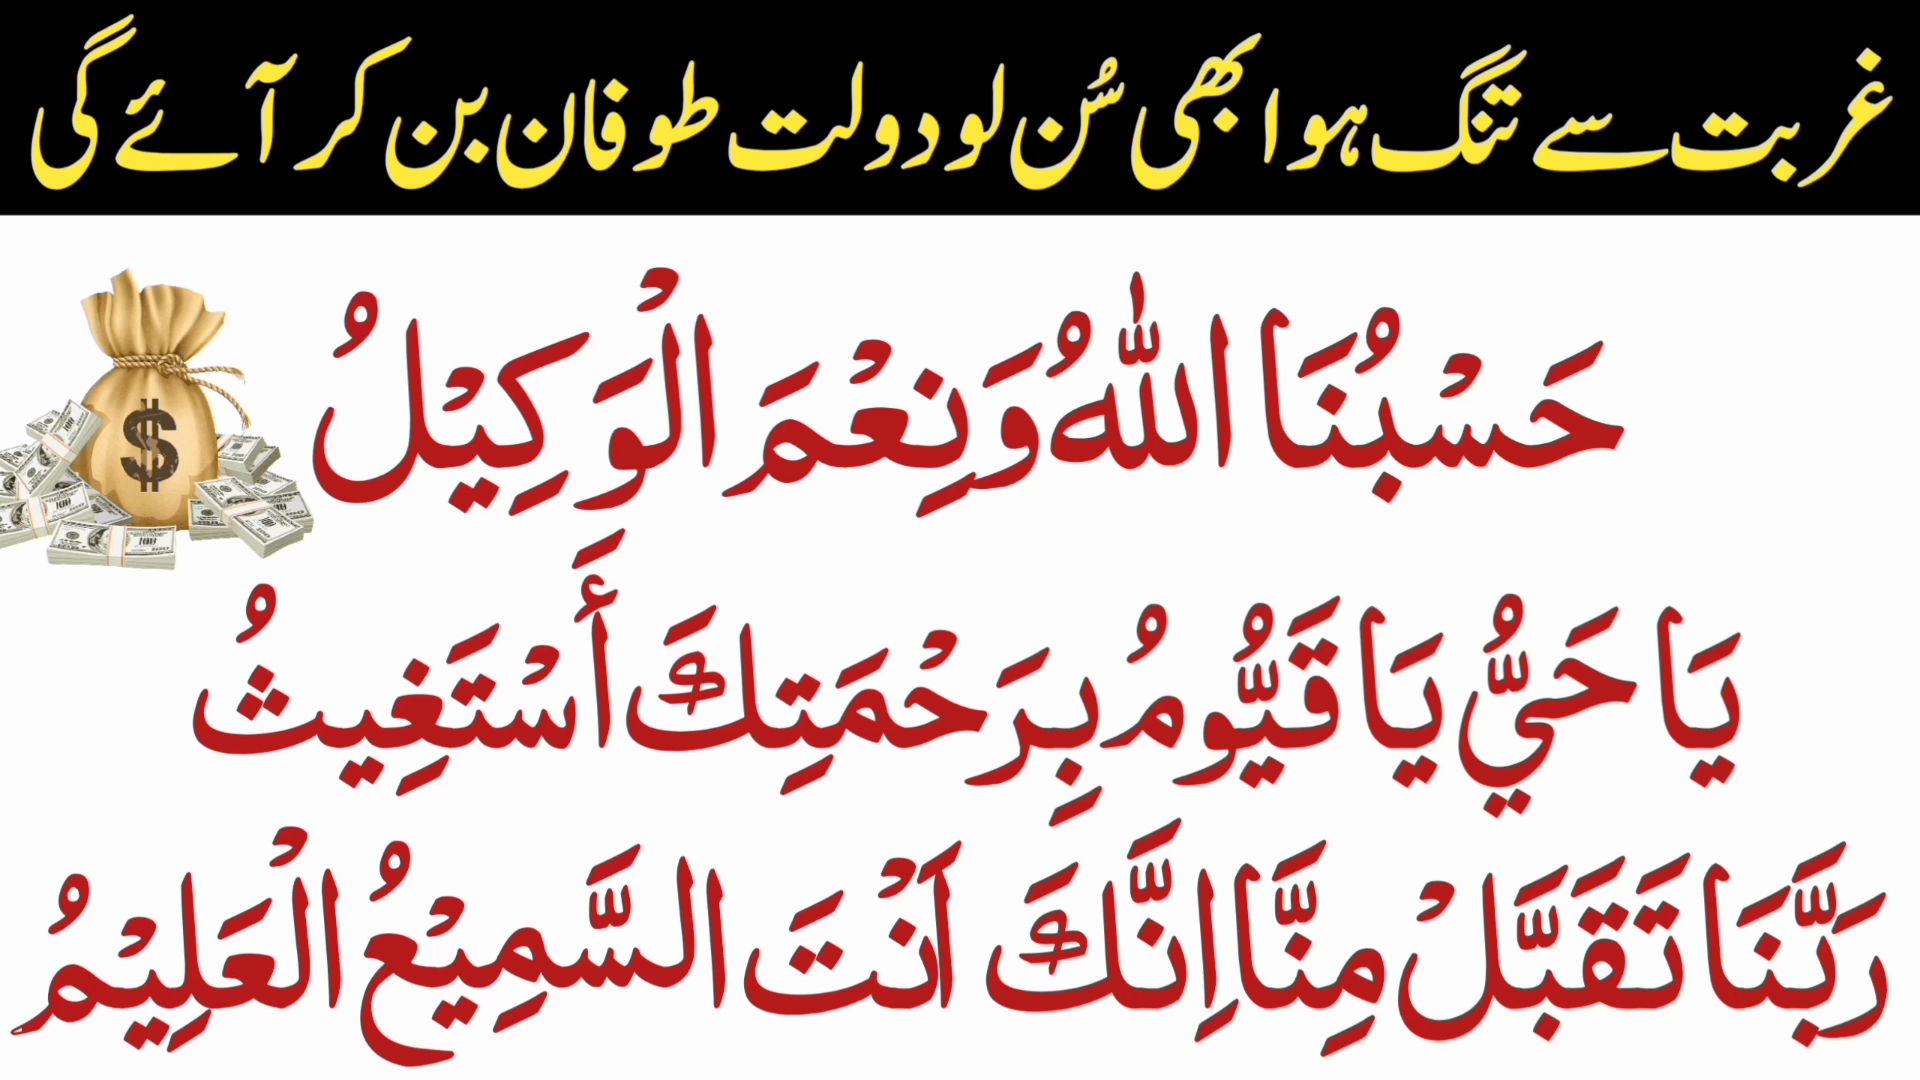 غربت سے تنگ ہو ابھی سُن لو دولت طوفان بن کر آئے گی
حَسْبُنَا اللّٰهُ وَنِعْمَ الْوَكِيْلُ
يَا حَيُّ يَا قَيُّومُ بِرَحْمَتِكَ أَسْتَغِيثُ
رَبَّنَا تَقَبَّلْ مِنَّا اِنَّكَ اَنْتَ السَّمِيْعُ الْعَلِيْمُ